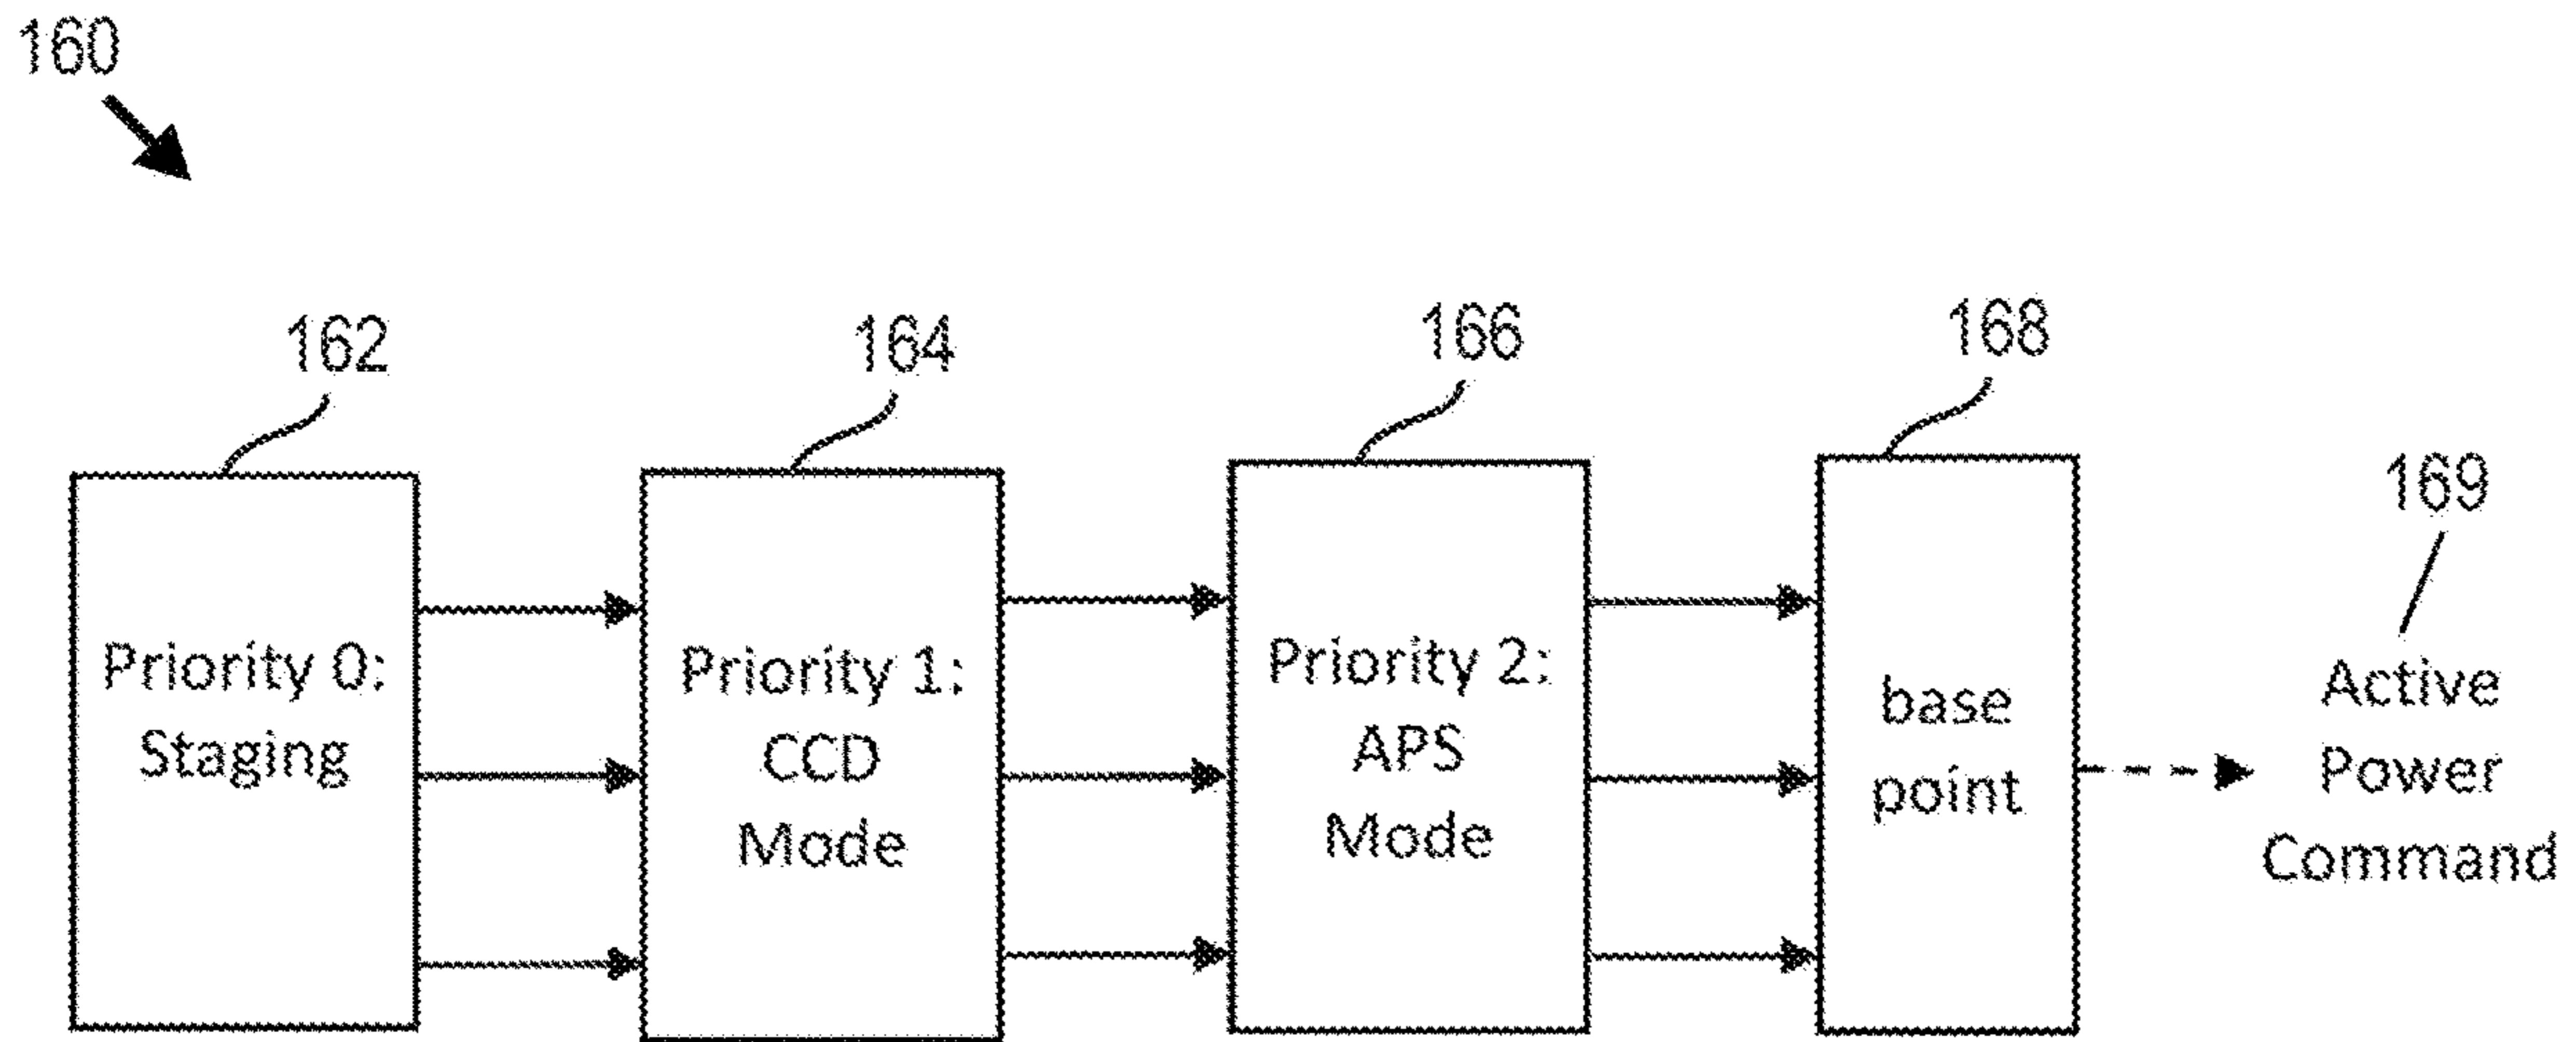 160
162
164
166
168
169
Priority 0:
Staging
Priority 1:
CCD
Mode
Priority 2:
APS
Mode
base
point
Active
Power
Command